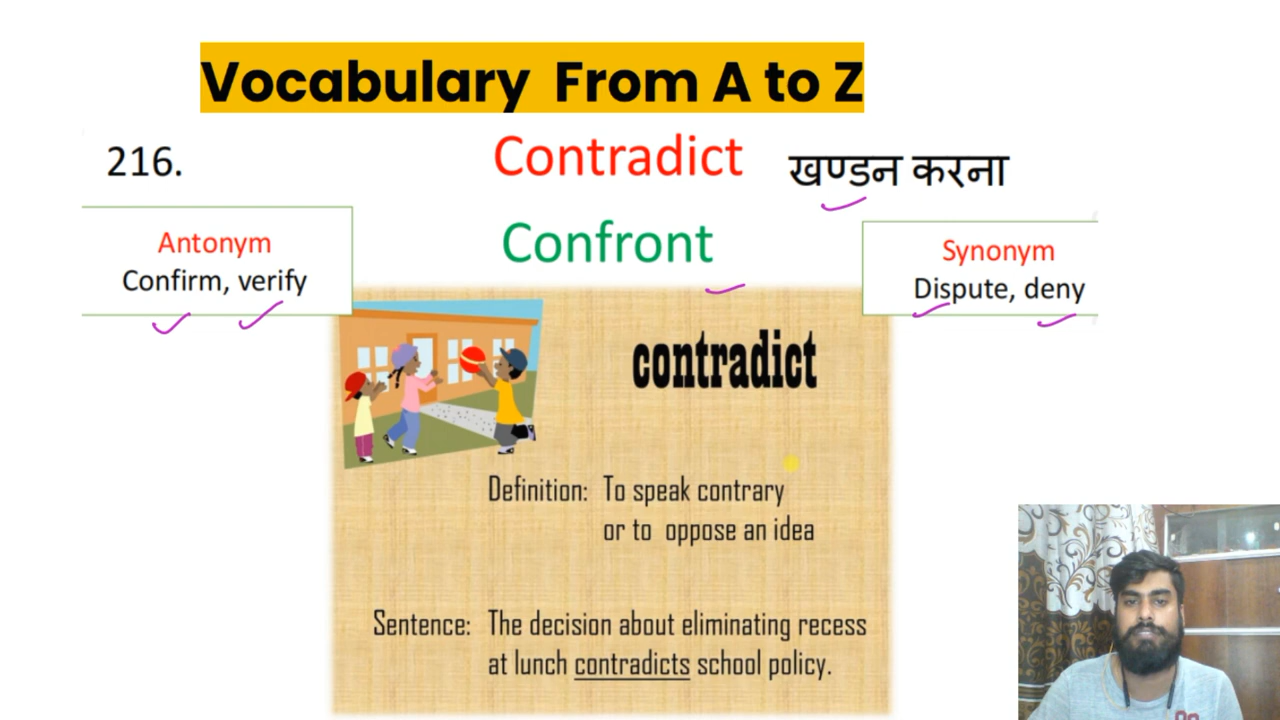 Vocabulary From A to Z
216.
Contradict
खण्डन करना
Confront
Antonym
Confirm, verify
Synonym
Dispute, deny
contradict
Definition: To speak contrary
or to oppose an idea
Sentence: The decision about eliminating recess
at lunch contradicts school policy.